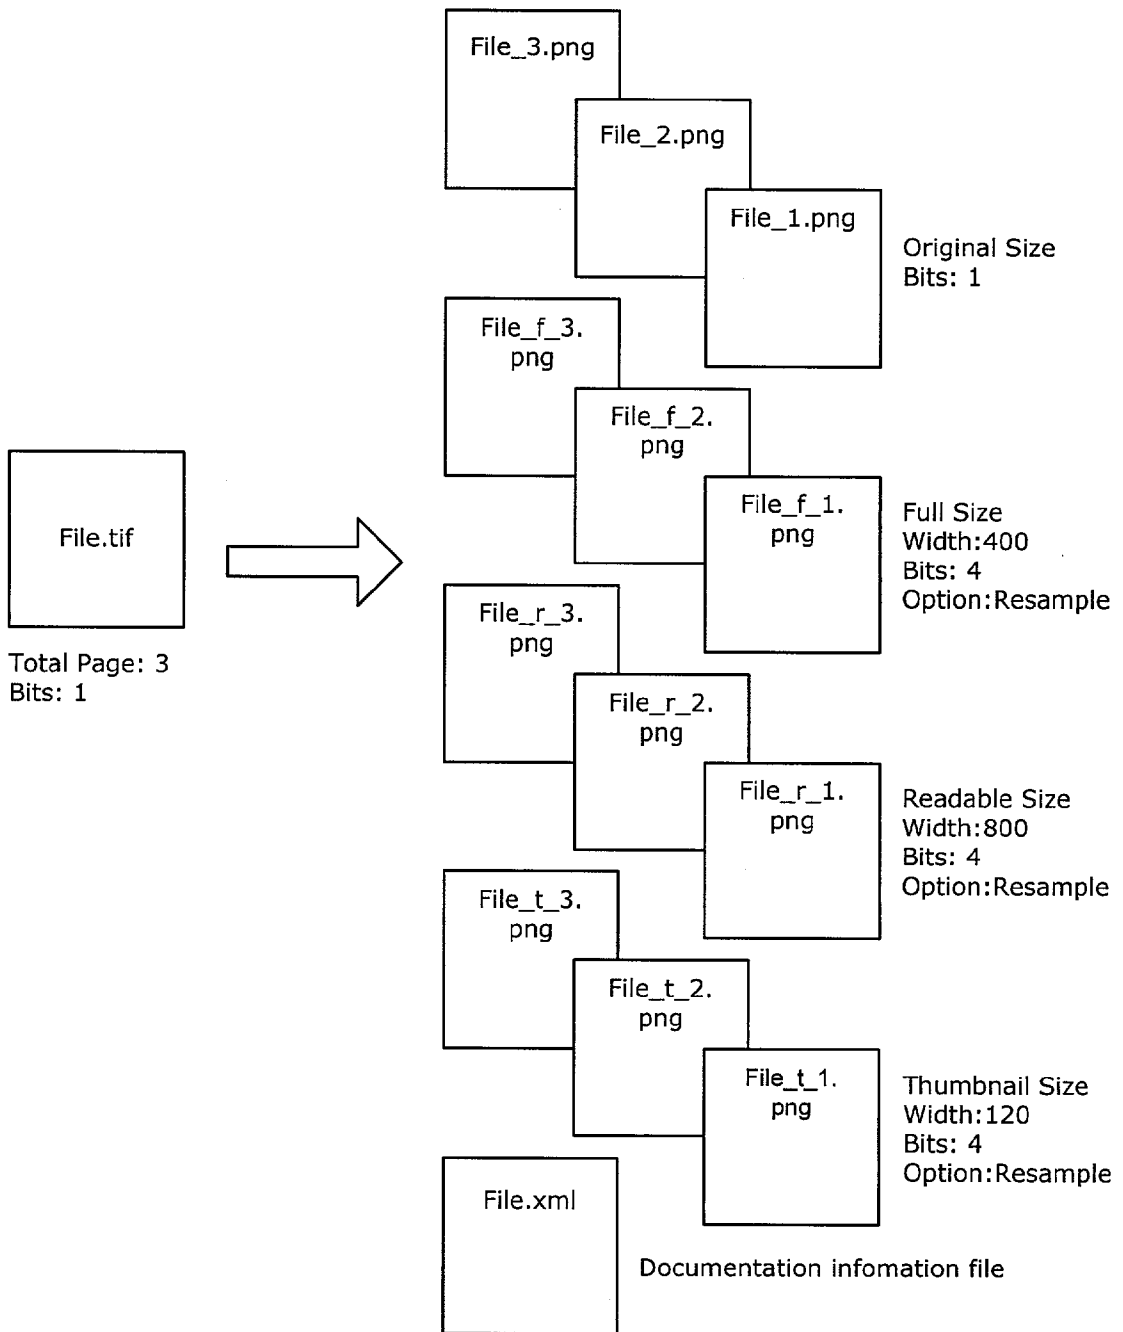 File_3.png
File_2.png
File_1.png
Original Size
Bits: 1
File_f_3.
png
File_f_2.
png
File_f_1.
png
Full Size
Width:400
Bits: 4
Option:Resample
File.tif
Total Page: 3
Bits: 1
File_r_3.
png
File_r_2.
png
File_r_1.
png
Readable Size
Width:800
Bits: 4
Option:Resample
File_t_3.
png
File_t_2.
png
File_t_1.
png
Thumbnail Size
Width:120
Bits: 4
Option:Resample
File.xml
Documentation infomation file